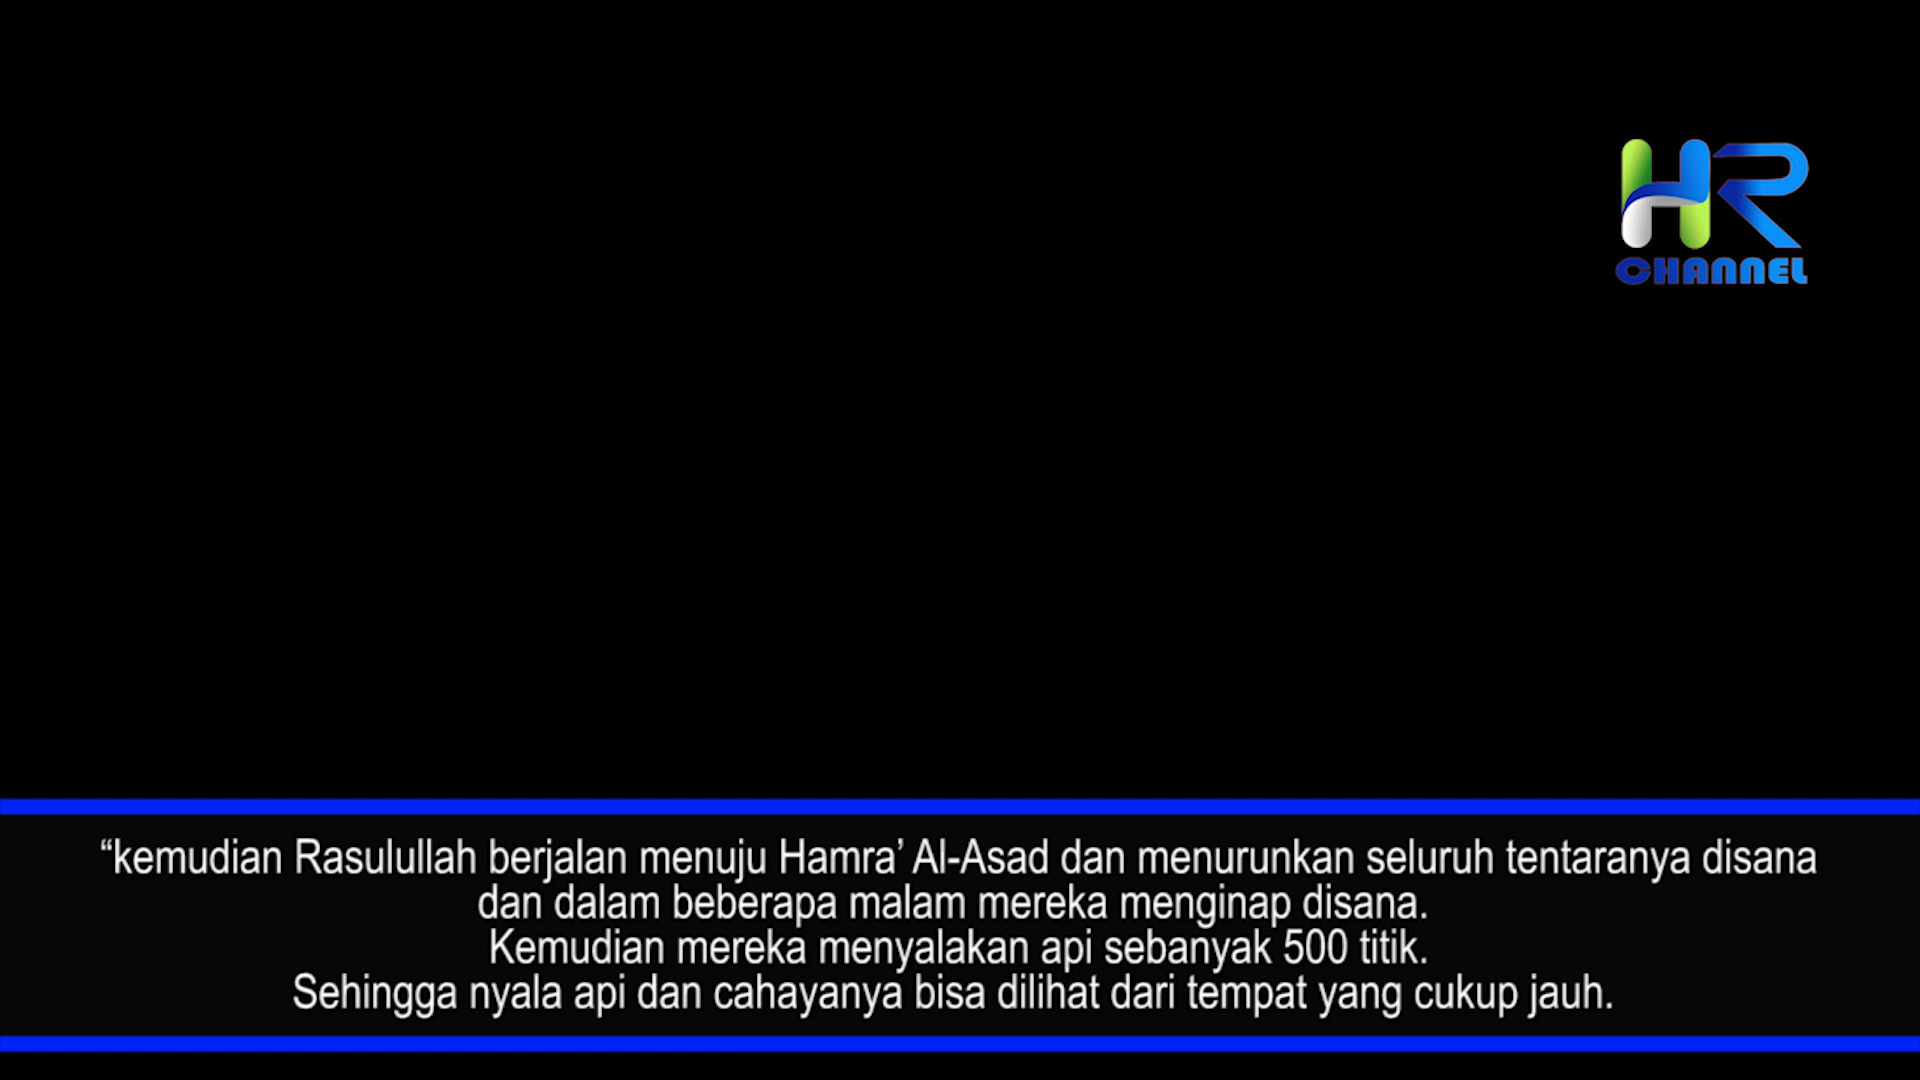 HR
CHANNEL
“kemudian Rasulullah berjalan menuju Hamra’ Al-Asad dan menurunkan seluruh tentaranya disana
dan dalam beberapa malam mereka menginap disana.
Kemudian mereka menyalakan api sebanyak 500 titik.
Sehingga nyala api dan cahayanya bisa dilihat dari tempat yang cukup jauh.